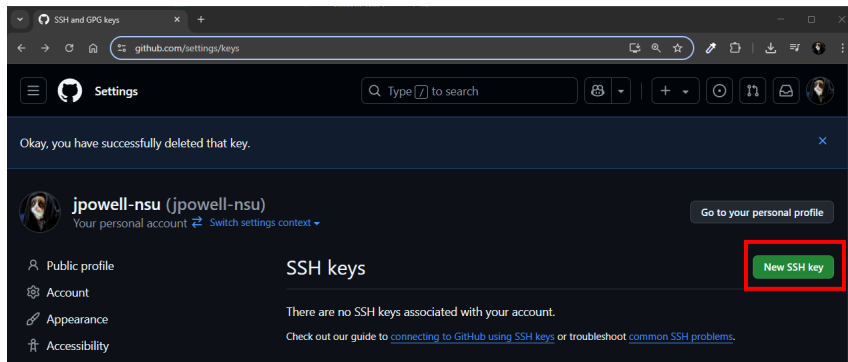 SSH and GPG keys
github.com/settings/keys
Settings
Type / to search
Okay, you have successfully deleted that key.
jpowell-nsu (jpowell-nsu)
Your personal account Switch settings context
Go to your personal profile
Public profile
Account
Appearance
Accessibility
SSH keys
New SSH key
There are no SSH keys associated with your account.
Check out our guide to connecting to GitHub using SSH keys or troubleshoot common SSH problems.